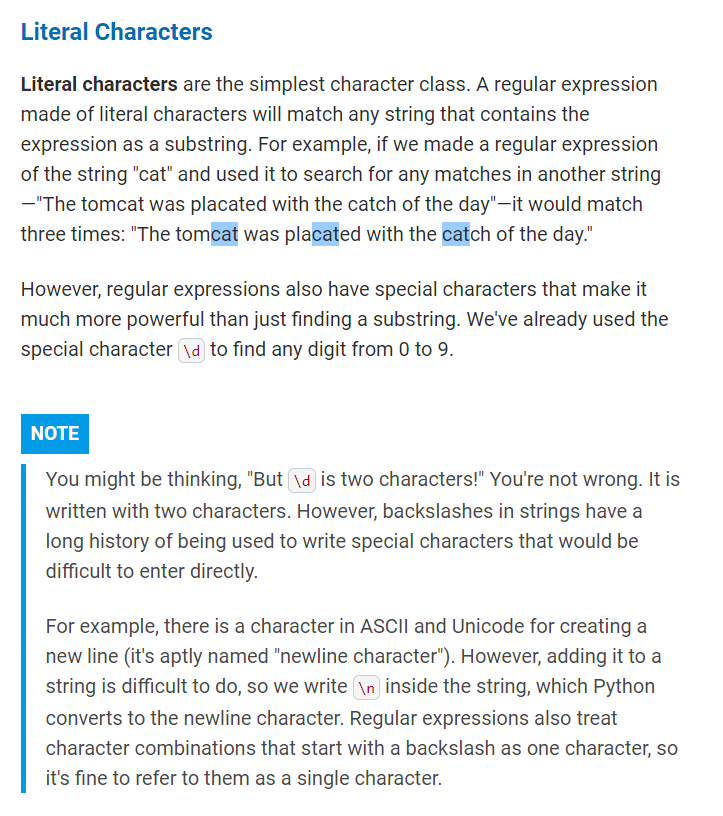 Literal Characters
Literal characters are the simplest character class. A regular expression
made of literal characters will match any string that contains the
expression as a substring. For example, if we made a regular expression
of the string "cat" and used it to search for any matches in another string
—"The tomcat was placated with the catch of the day"—it would match
three times: "The tomcat was placated with the catch of the day."
However, regular expressions also have special characters that make it
much more powerful than just finding a substring. We've already used the
special character \d to find any digit from 0 to 9.
NOTE
You might be thinking, "But \d is two characters!" You're not wrong. It is
written with two characters. However, backslashes in strings have a
long history of being used to write special characters that would be
difficult to enter directly.
For example, there is a character in ASCII and Unicode for creating a
new line (it's aptly named "newline character"). However, adding it to a
string is difficult to do, so we write \n inside the string, which Python
converts to the newline character. Regular expressions also treat
character combinations that start with a backslash as one character, so
it's fine to refer to them as a single character.